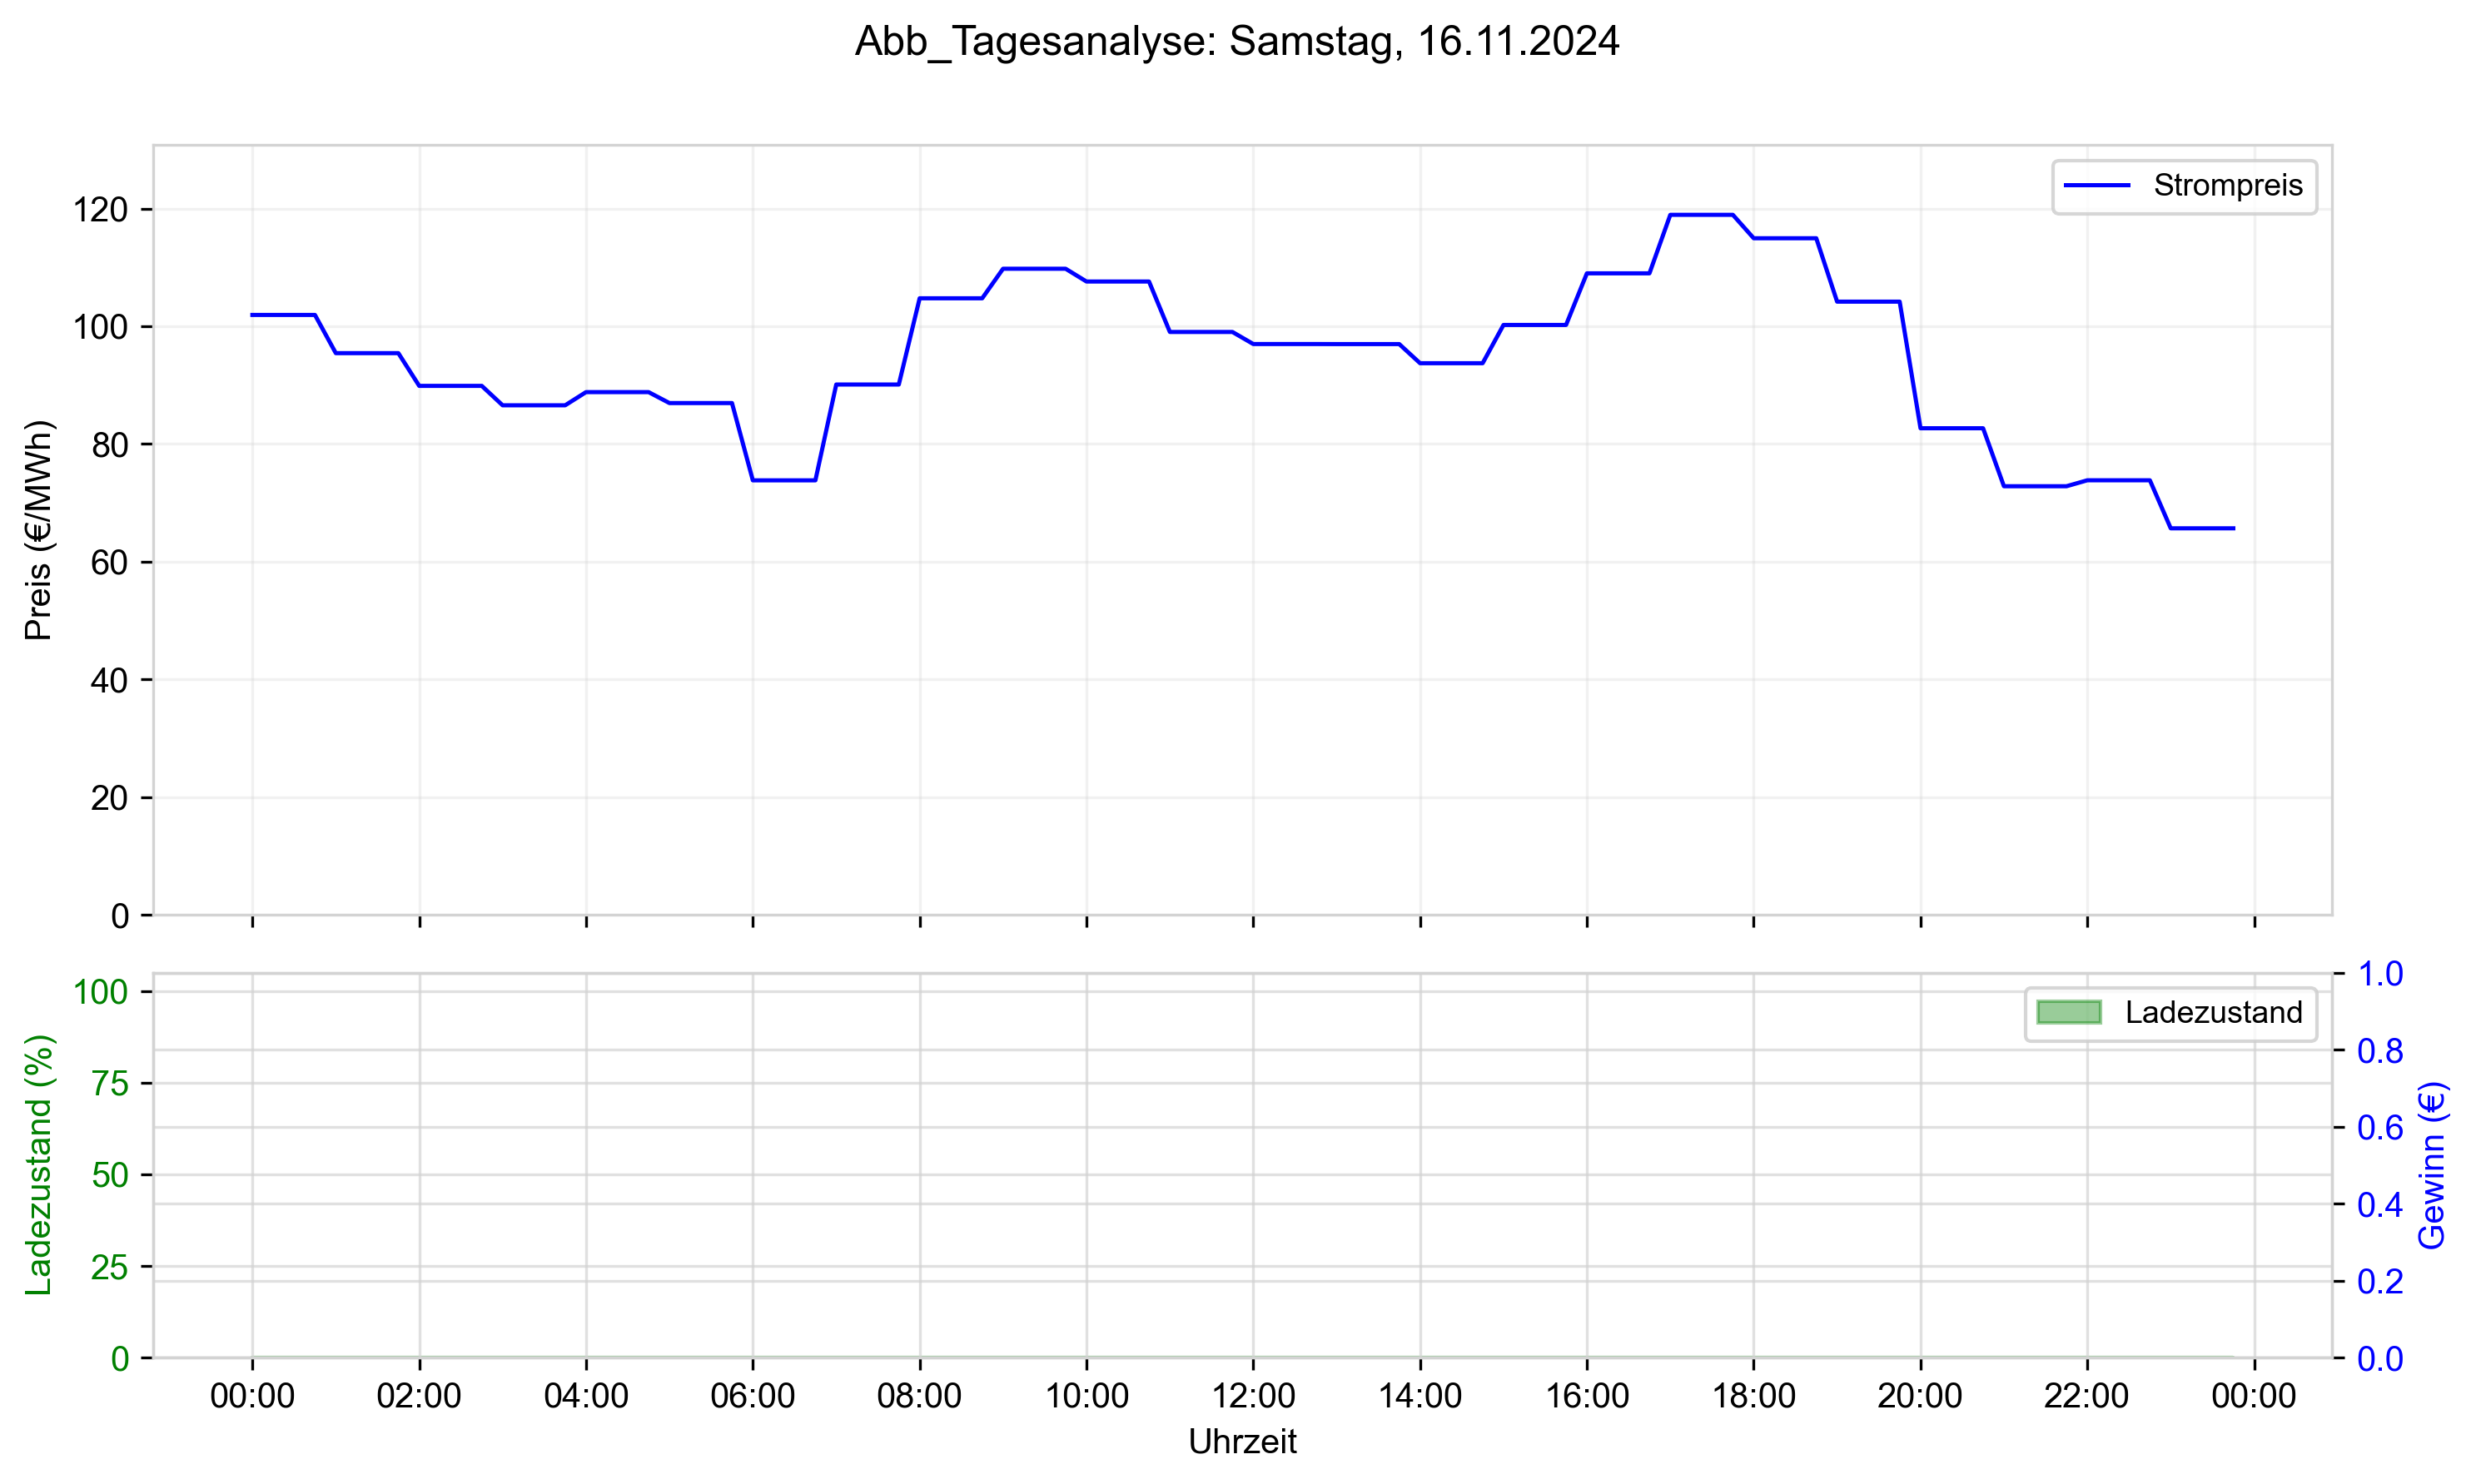 Abb_Tagesanalyse: Samstag, 16.11.2024
Preis (€/MWh)
120
100
80
60
40
20
0
Strompreis
Ladezustand (%)
100
75
50
25
0
Ladezustand
1.0
0.8
0.6
0.4
0.2
0.0
Gewinn (€)
00:00 02:00 04:00 06:00 08:00 10:00 12:00 14:00 16:00 18:00 20:00 22:00 00:00
Uhrzeit